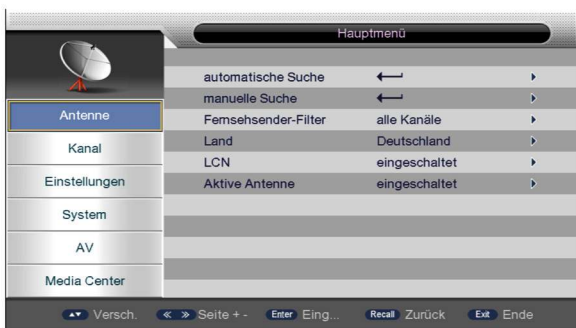 Hauptmenü
automatische Suche
manuelle Suche
Fernsehsender-Filter alle Kanäle
Land Deutschland
LCN eingeschaltet
Aktive Antenne eingeschaltet
Antenne
Kanal
Einstellungen
System
AV
Media Center
Versch. Seite + - Enter Eing... Recall Zurück Exit Ende